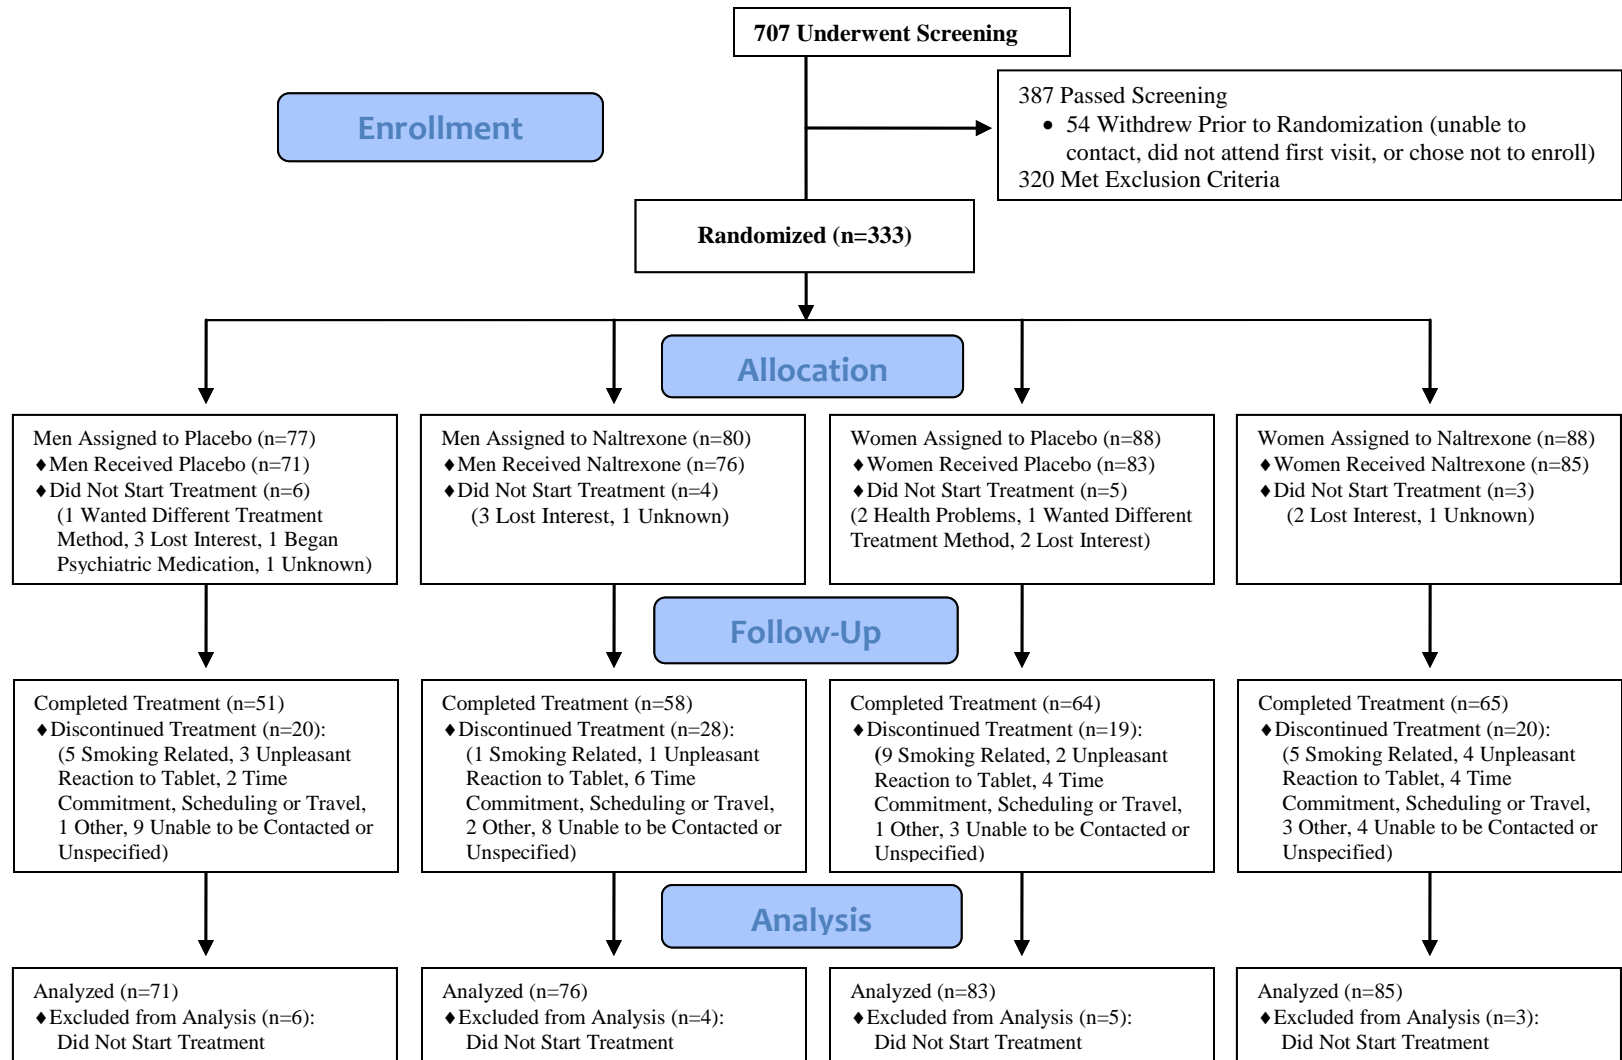 707 Underwent Screening
Enrollment
387 Passed Screening
• 54 Withdrew Prior to Randomization (unable to
contact, did not attend first visit, or chose not to enroll)
320 Met Exclusion Criteria
Randomized (n=333)
Allocation
Men Assigned to Placebo (n=77)
♦Men Received Placebo (n=71)
♦Did Not Start Treatment (n=6)
(1 Wanted Different Treatment
Method, 3 Lost Interest, 1 Began
Psychiatric Medication, 1 Unknown)
Men Assigned to Naltrexone (n=80)
♦Men Received Naltrexone (n=76)
♦Did Not Start Treatment (n=4)
(3 Lost Interest, 1 Unknown)
Women Assigned to Placebo (n=88)
♦Women Received Placebo (n=83)
♦Did Not Start Treatment (n=5)
(2 Health Problems, 1 Wanted Different
Treatment Method, 2 Lost Interest)
Women Assigned to Naltrexone (n=88)
♦Women Received Naltrexone (n=85)
♦Did Not Start Treatment (n=3)
(2 Lost Interest, 1 Unknown)
Follow-Up
Completed Treatment (n=51)
♦Discontinued Treatment (n=20):
(5 Smoking Related, 3 Unpleasant
Reaction to Tablet, 2 Time
Commitment, Scheduling or Travel,
1 Other, 9 Unable to be Contacted or
Unspecified)
Completed Treatment (n=58)
♦Discontinued Treatment (n=28):
(1 Smoking Related, 1 Unpleasant
Reaction to Tablet, 6 Time
Commitment, Scheduling or Travel,
2 Other, 8 Unable to be Contacted or
Unspecified)
Completed Treatment (n=64)
♦Discontinued Treatment (n=19):
(9 Smoking Related, 2 Unpleasant
Reaction to Tablet, 4 Time
Commitment, Scheduling or Travel,
1 Other, 3 Unable to be Contacted or
Unspecified)
Completed Treatment (n=65)
♦Discontinued Treatment (n=20):
(5 Smoking Related, 4 Unpleasant
Reaction to Tablet, 4 Time
Commitment, Scheduling or Travel,
3 Other, 4 Unable to be Contacted or
Unspecified)
Analysis
Analyzed (n=71)
♦Excluded from Analysis (n=6):
Did Not Start Treatment
Analyzed (n=76)
♦Excluded from Analysis (n=4):
Did Not Start Treatment
Analyzed (n=83)
♦Excluded from Analysis (n=5):
Did Not Start Treatment
Analyzed (n=85)
♦Excluded from Analysis (n=3):
Did Not Start Treatment